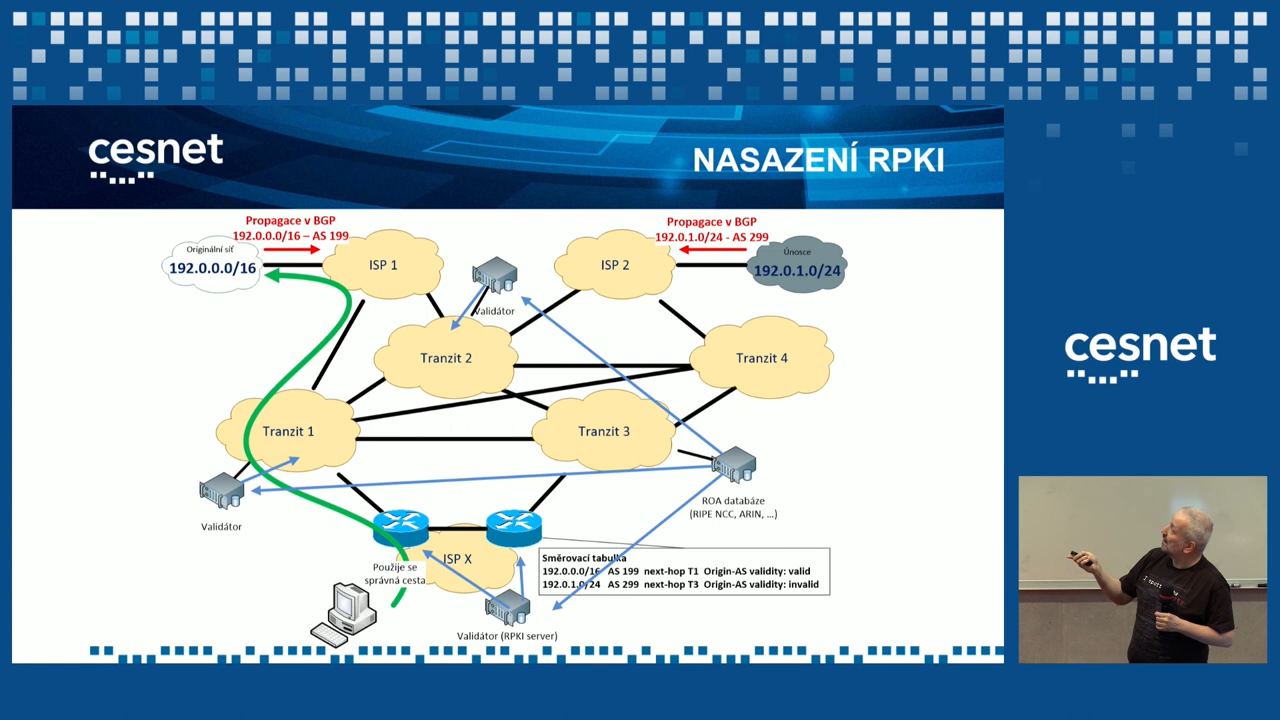 cesnet
NASAZENÍ RPKI
Propagace v BGP
192.0.0.0/16 – AS 199
Propagace v BGP
192.0.1.0/24 - AS 299
Originální síť
192.0.0.0/16
ISP 1
ISP 2
Únosce
192.0.1.0/24
Validátor
Tranzit 2
Tranzit 4
cesnet
Tranzit 1
Tranzit 3
Validátor
ROA databáze
(RIPE NCC, ARIN, ...)
ISP X
Použije se
správná cesta
Směrovací tabulka
192.0.0.0/16 AS 199 next-hop T1 Origin-AS validity: valid
192.0.1.0/24 AS 299 next-hop T3 Origin-AS validity: invalid
Validátor (RPKI server)